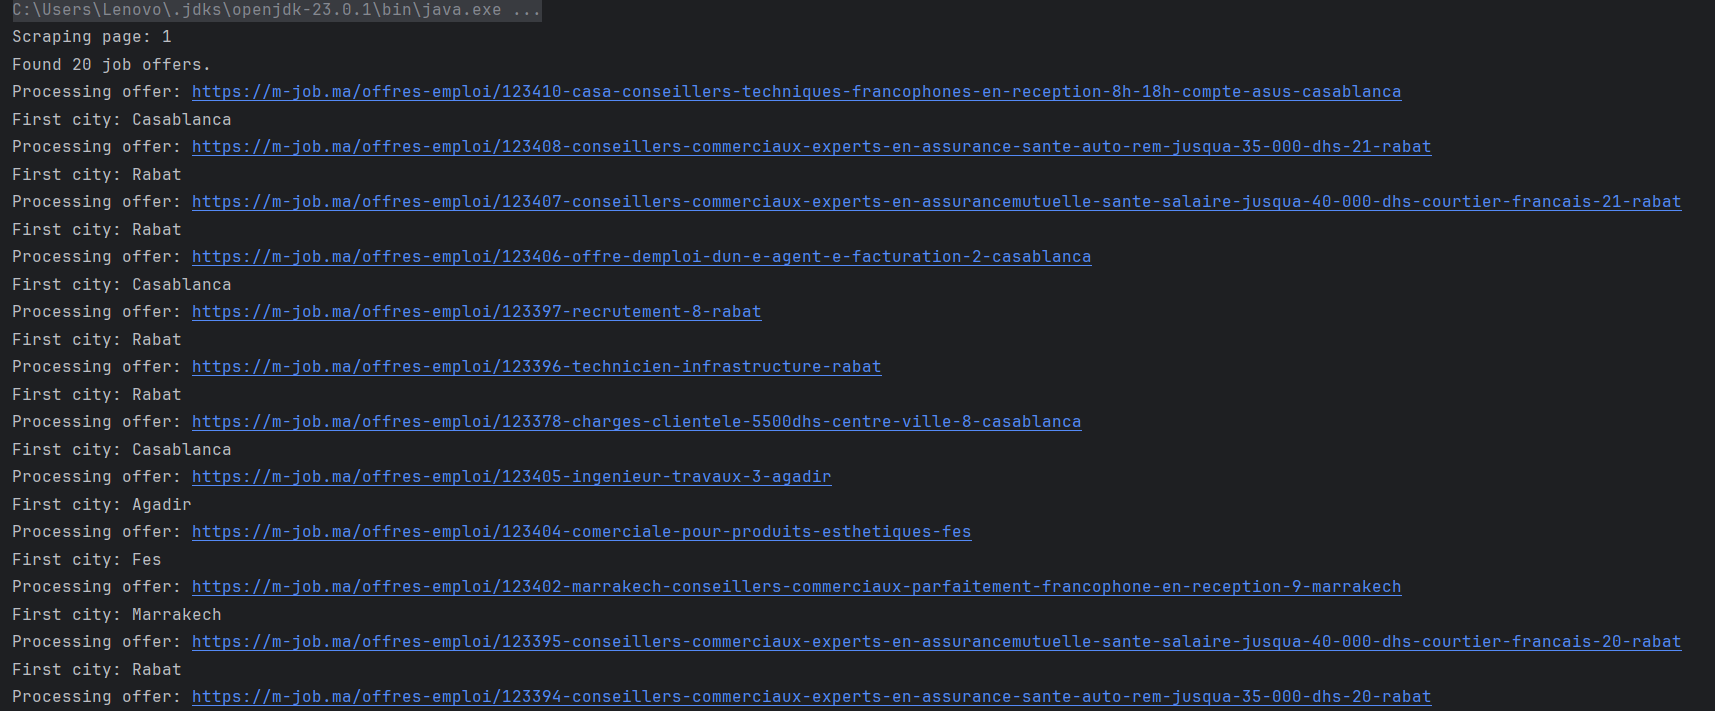 C:\Users\Lenovo\.jdks\openjdk-23.0.1\bin\java.exe ...
Scraping page: 1
Found 20 job offers.
Processing offer: https://m-job.ma/offres-emploi/123410-casa-conseillers-techniques-francophones-en-reception-8h-18h-compte-asus-casablanca
First city: Casablanca
Processing offer: https://m-job.ma/offres-emploi/123408-conseillers-commerciaux-experts-en-assurance-sante-auto-rem-jusqua-35-000-dhs-21-rabat
First city: Rabat
Processing offer: https://m-job.ma/offres-emploi/123407-conseillers-commerciaux-experts-en-assurancemutuelle-sante-salaire-jusqua-40-000-dhs-courtier-francais-21-rabat
First city: Rabat
Processing offer: https://m-job.ma/offres-emploi/123406-offre-demploi-dun-e-agent-e-facturation-2-casablanca
First city: Casablanca
Processing offer: https://m-job.ma/offres-emploi/123397-recrutement-8-rabat
First city: Rabat
Processing offer: https://m-job.ma/offres-emploi/123396-technicien-infrastructure-rabat
First city: Rabat
Processing offer: https://m-job.ma/offres-emploi/123378-charges-clientele-5500dhs-centre-ville-8-casablanca
First city: Casablanca
Processing offer: https://m-job.ma/offres-emploi/123405-ingenieur-travaux-3-agadir
First city: Agadir
Processing offer: https://m-job.ma/offres-emploi/123404-comerciale-pour-produits-esthetiques-fes
First city: Fes
Processing offer: https://m-job.ma/offres-emploi/123402-marrakech-conseillers-commerciaux-parfaitement-francophone-en-reception-9-marrakech
First city: Marrakech
Processing offer: https://m-job.ma/offres-emploi/123395-conseillers-commerciaux-experts-en-assurancemutuelle-sante-salaire-jusqua-40-000-dhs-courtier-francais-20-rabat
First city: Rabat
Processing offer: https://m-job.ma/offres-emploi/123394-conseillers-commerciaux-experts-en-assurance-sante-auto-rem-jusqua-35-000-dhs-20-rabat